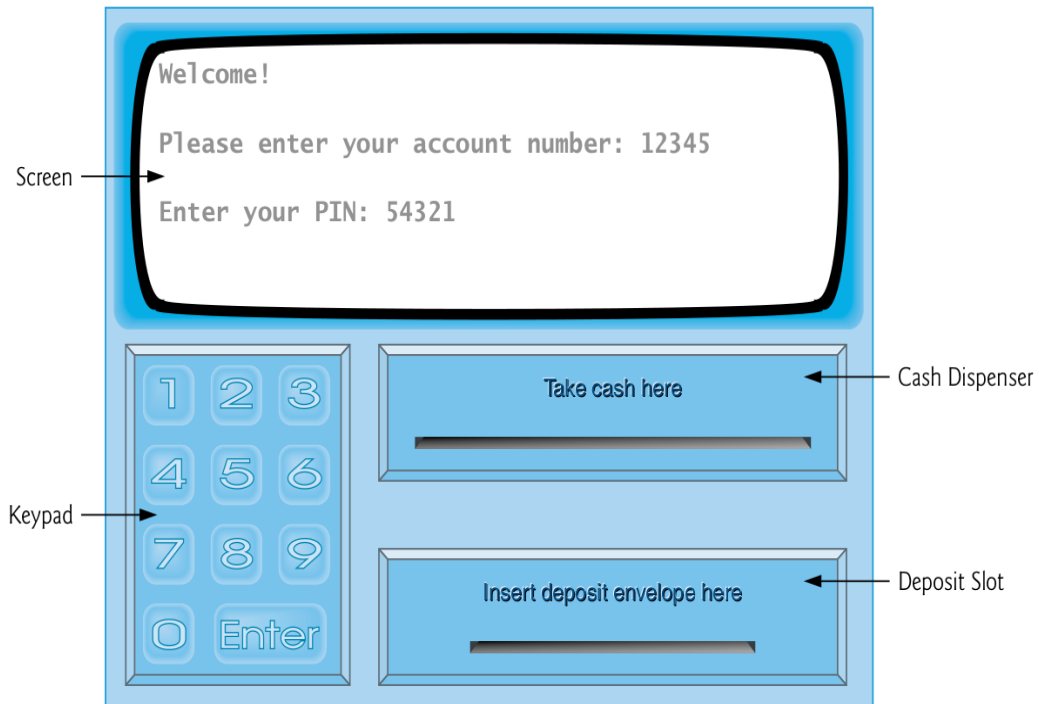 Welcome!
Please enter your account number: 12345
Enter your PIN: 54321
Screen
1 2 3
4 5 6
7 8 9
0 Enter
Keypad
Take cash here
Cash Dispenser
Insert deposit envelope here
Deposit Slot